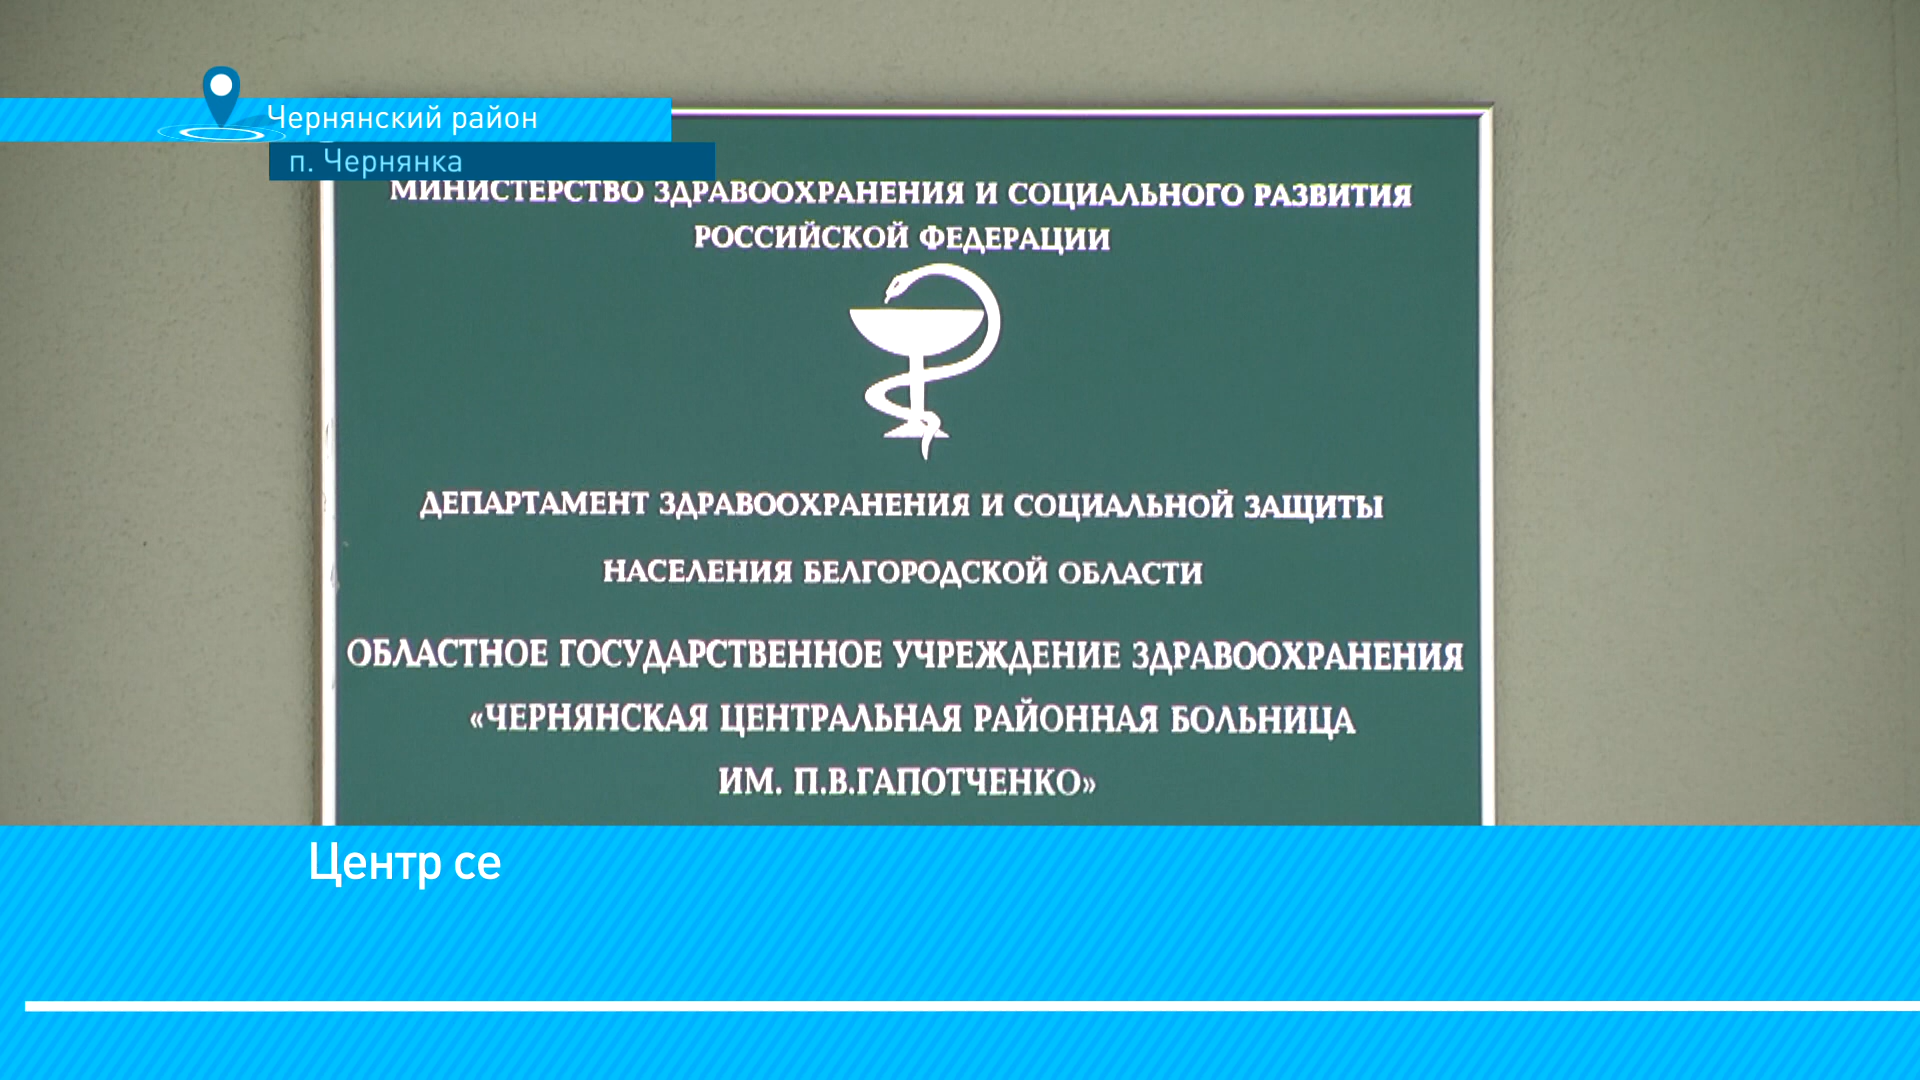 Чернянский район
п. Чернянка
МИНИСТЕРСТВО ЗДРАВООХРАНЕНИЯ И СОЦИАЛЬНОГО РАЗВИТИЯ
РОССИЙСКОЙ ФЕДЕРАЦИИ
ДЕПАРТАМЕНТ ЗДРАВООХРАНЕНИЯ И СОЦИАЛЬНОЙ ЗАЩИТЫ
НАСЕЛЕНИЯ БЕЛГОРОДСКОЙ ОБЛАСТИ
ОБЛАСТНОЕ ГОСУДАРСТВЕННОЕ УЧРЕЖДЕНИЕ ЗДРАВООХРАНЕНИЯ
«ЧЕРНЯНСКАЯ ЦЕНТРАЛЬНАЯ РАЙОННАЯ БОЛЬНИЦА
ИМ. П.В.ГАПОТЧЕНКО»
Центр се